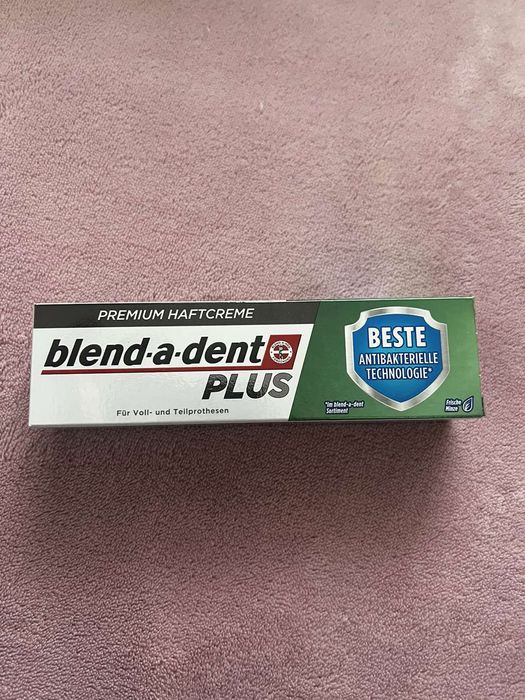 PREMIUM HAFTCREME
blend-a-dent
PLUS
Für Voll- und Teilprothesen
BESTE
ANTIBAKTERIELLE
TECHNOLOGIE*
*Im blend-a-dent
Sortiment
Frische
Minze